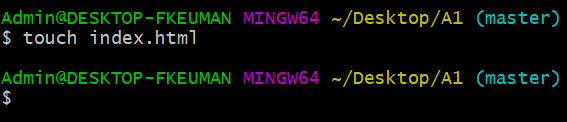 Admin@DESKTOP-FKEUMAN MINGW64 ~/Desktop/A1 (master)
$ touch index.html
Admin@DESKTOP-FKEUMAN MINGW64 ~/Desktop/A1 (master)
$